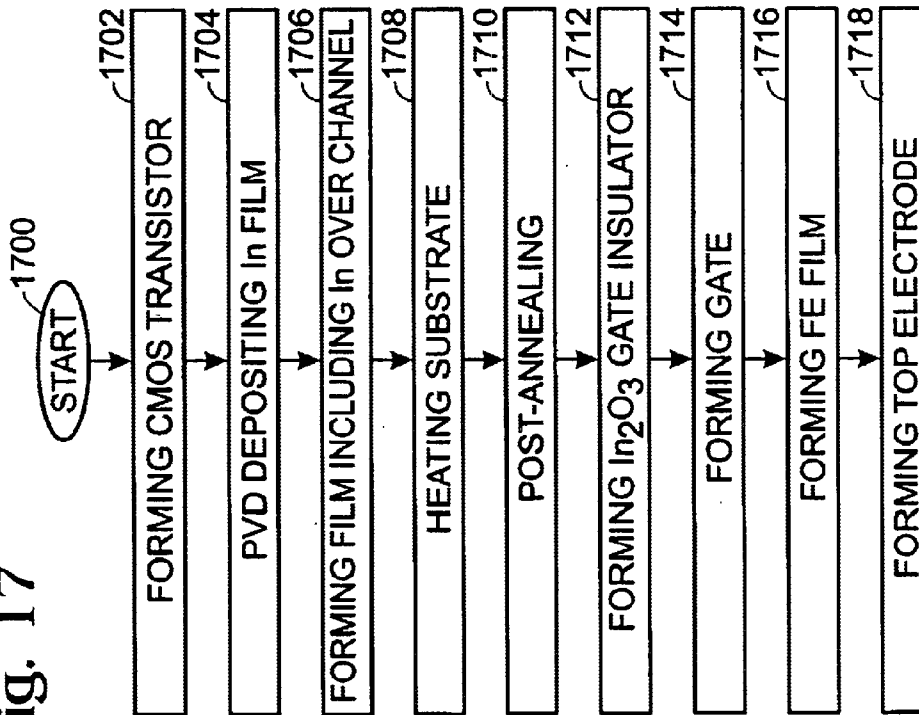 ig. 17
START
1700
1702
FORMING CMOS TRANSISTOR
1704
PVD DEPOSITING In FILM
1706
FORMING FILM INCLUDING In OVER CHANNEL
1708
HEATING SUBSTRATE
1710
POST-ANNEALING
1712
FORMING In2O3 GATE INSULATOR
1714
FORMING GATE
1716
FORMING FE FILM
1718
FORMING TOP ELECTRODE